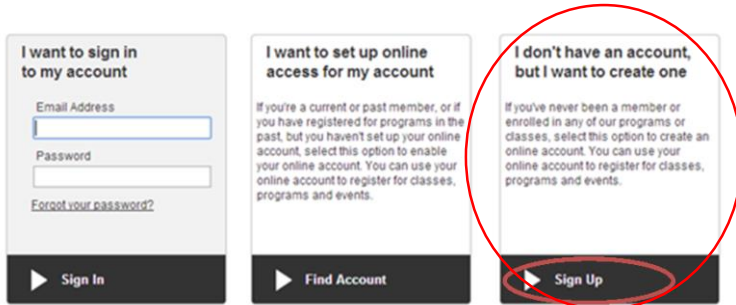 I want to sign in
to my account
Email Address
Password
Forgot your password?
Sign In
I want to set up online
access for my account
If you're a current or past member, or if
you have registered for programs in the
past, but you haven't set up your online
account, select this option to enable
your online account. You can use your
online account to register for classes,
programs and events.
Find Account
I don't have an account,
but I want to create one
If you've never been a member or
enrolled in any of our programs or
classes, select this option to create an
online account. You can use your
online account to register for classes,
programs and events.
Sign Up